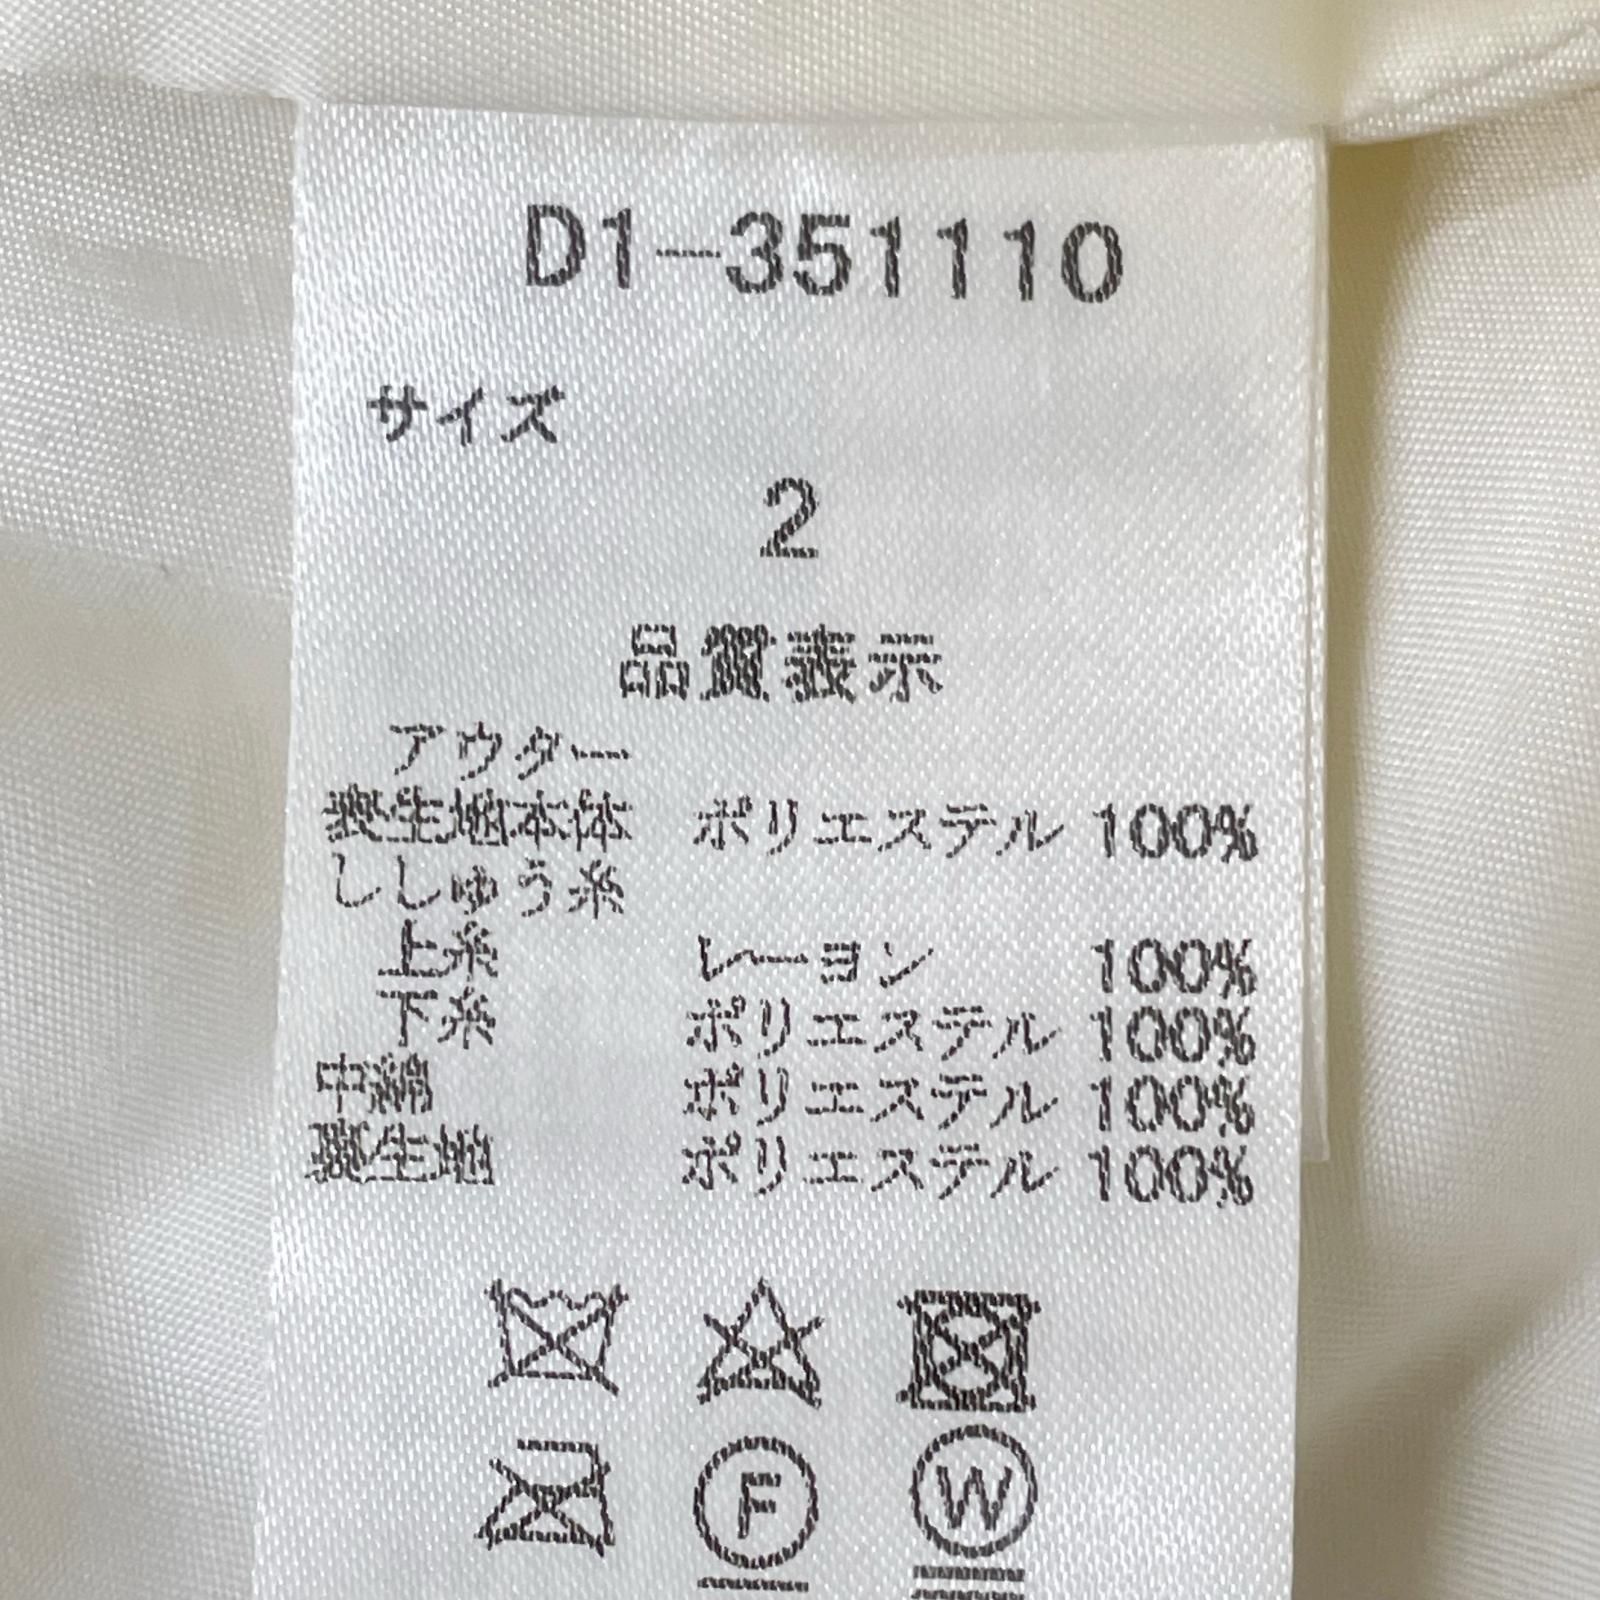 D1-351110
サイズ
2
品質表示
アウター
表生地本体 ポリエステル 100%
ししゅう糸
上糸 レーヨン 100%
下糸 ポリエステル 100%
中綿 ポリエステル 100%
裏生地 ポリエステル 100%
F W